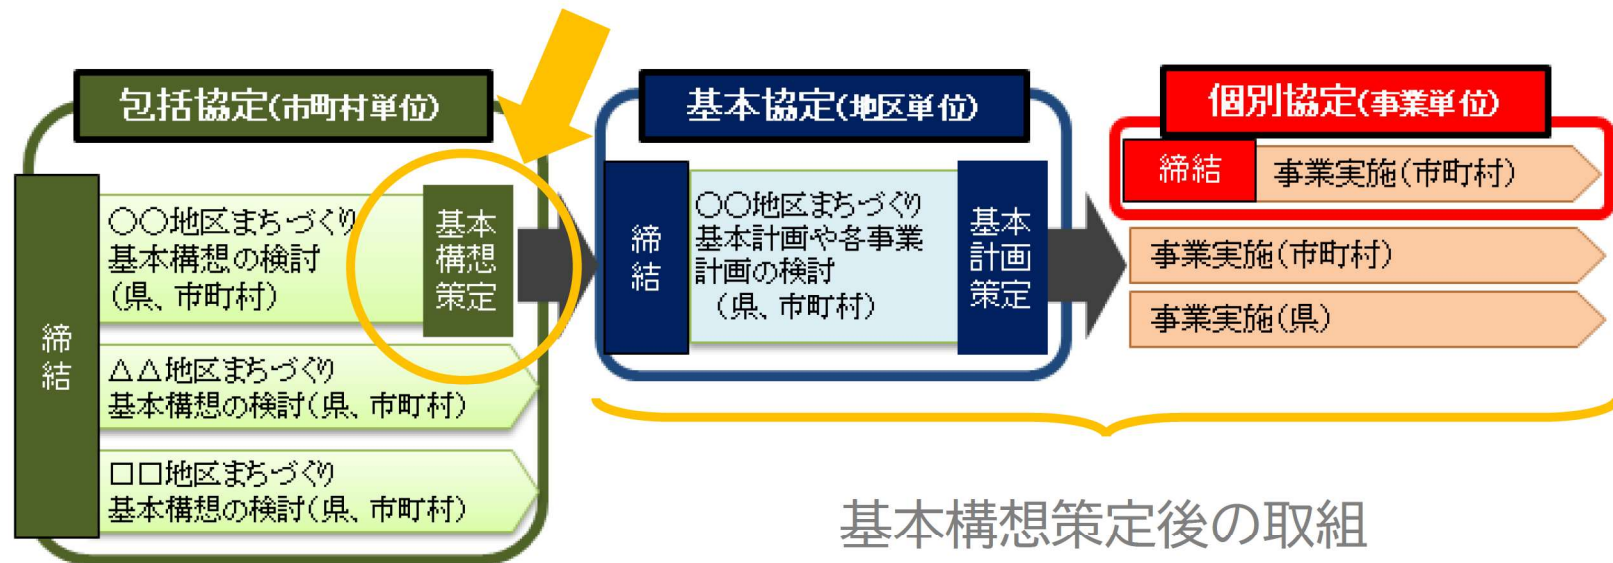 包括協定(市町村単位)
締結
○○地区まちづくり
基本構想の検討
(県、市町村)
基本
構想
策定
△△地区まちづくり
基本構想の検討(県、市町村)
□□地区まちづくり
基本構想の検討(県、市町村)
基本協定(地区単位)
締結
○○地区まちづくり
基本計画や各事業
計画の検討
(県、市町村)
基本
計画
策定
個別協定(事業単位)
締結
事業実施(市町村)
事業実施(市町村)
事業実施(県)
基本構想策定後の取組